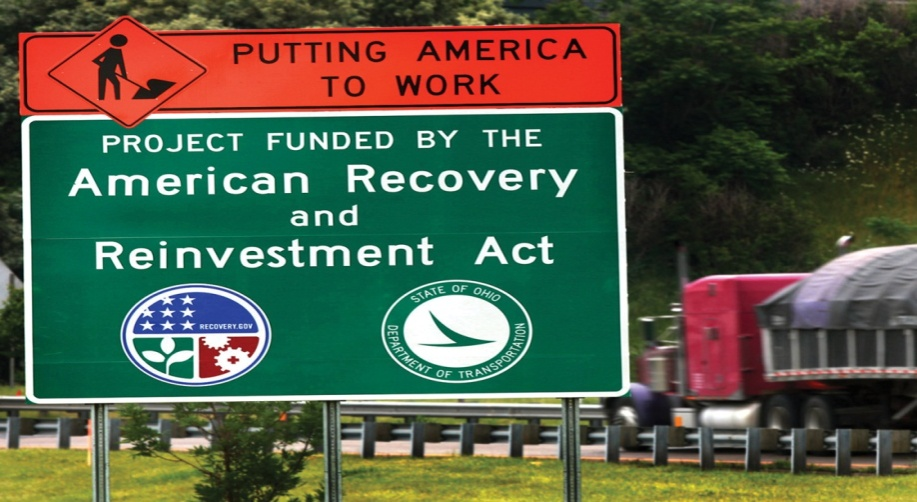 PUTTING AMERICA
TO WORK
PROJECT FUNDED BY THE
American Recovery
and
Reinvestment Act
RECOVERY.GOV
STATE OF OHIO
DEPARTMENT OF TRANSPORTATION